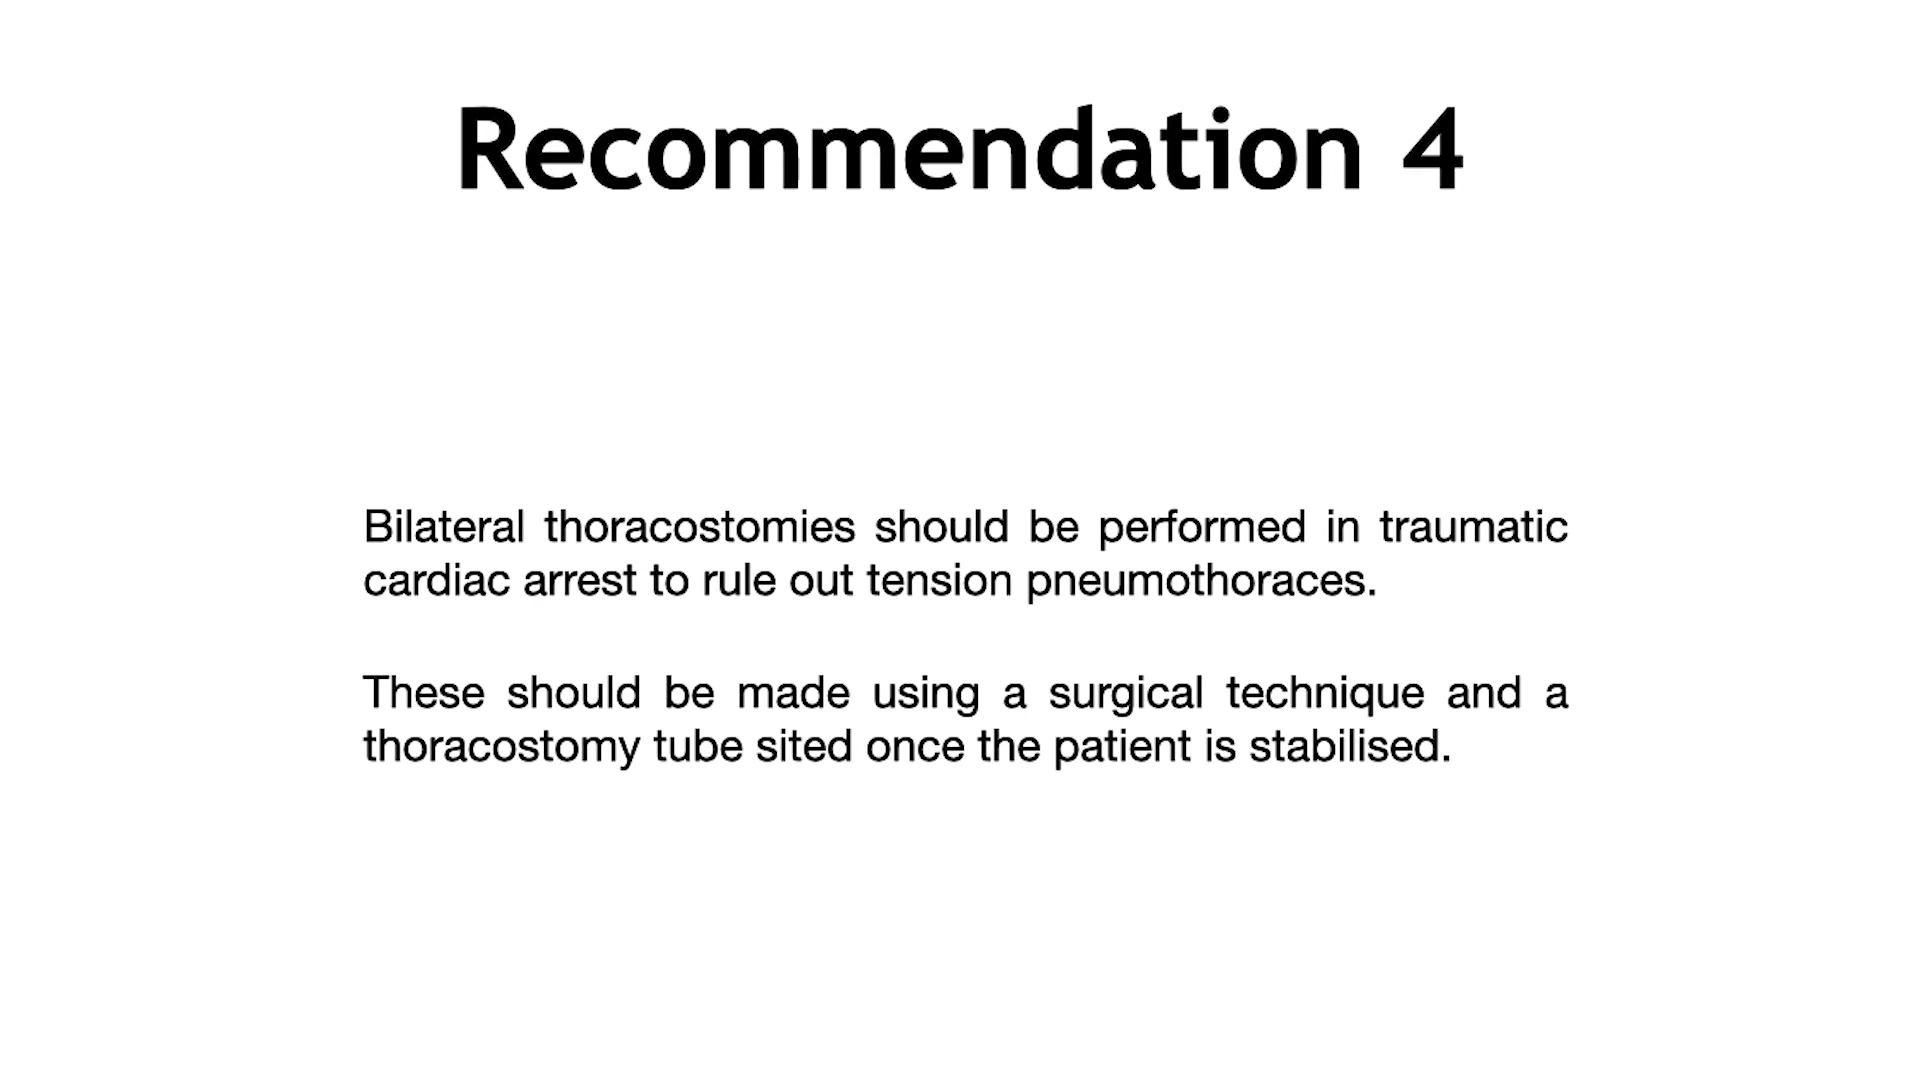 Recommendation 4
Bilateral thoracostomies should be performed in traumatic
cardiac arrest to rule out tension pneumothoraces.
These should be made using a surgical technique and a
thoracostomy tube sited once the patient is stabilised.